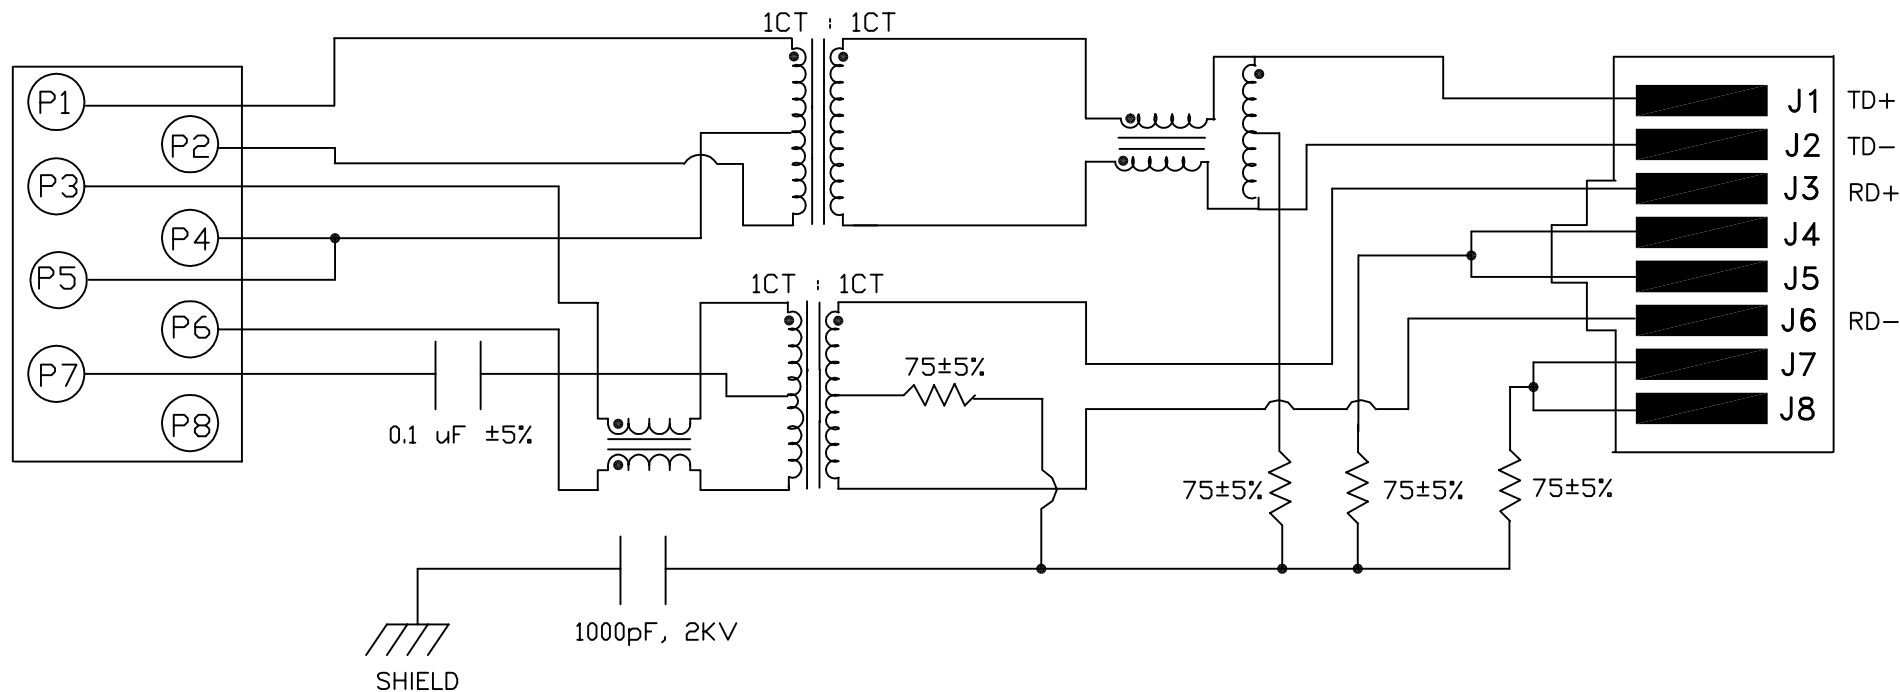 1CT : 1CT
P1
P2
P3
P4
P5
P6
P7
P8
J1 TD+
J2 TD-
J3 RD+
J4
J5
J6 RD-
J7
J8
1CT : 1CT
75±5%
0.1 uF ±5%
75±5%
75±5%
75±5%
1000pF, 2KV
SHIELD